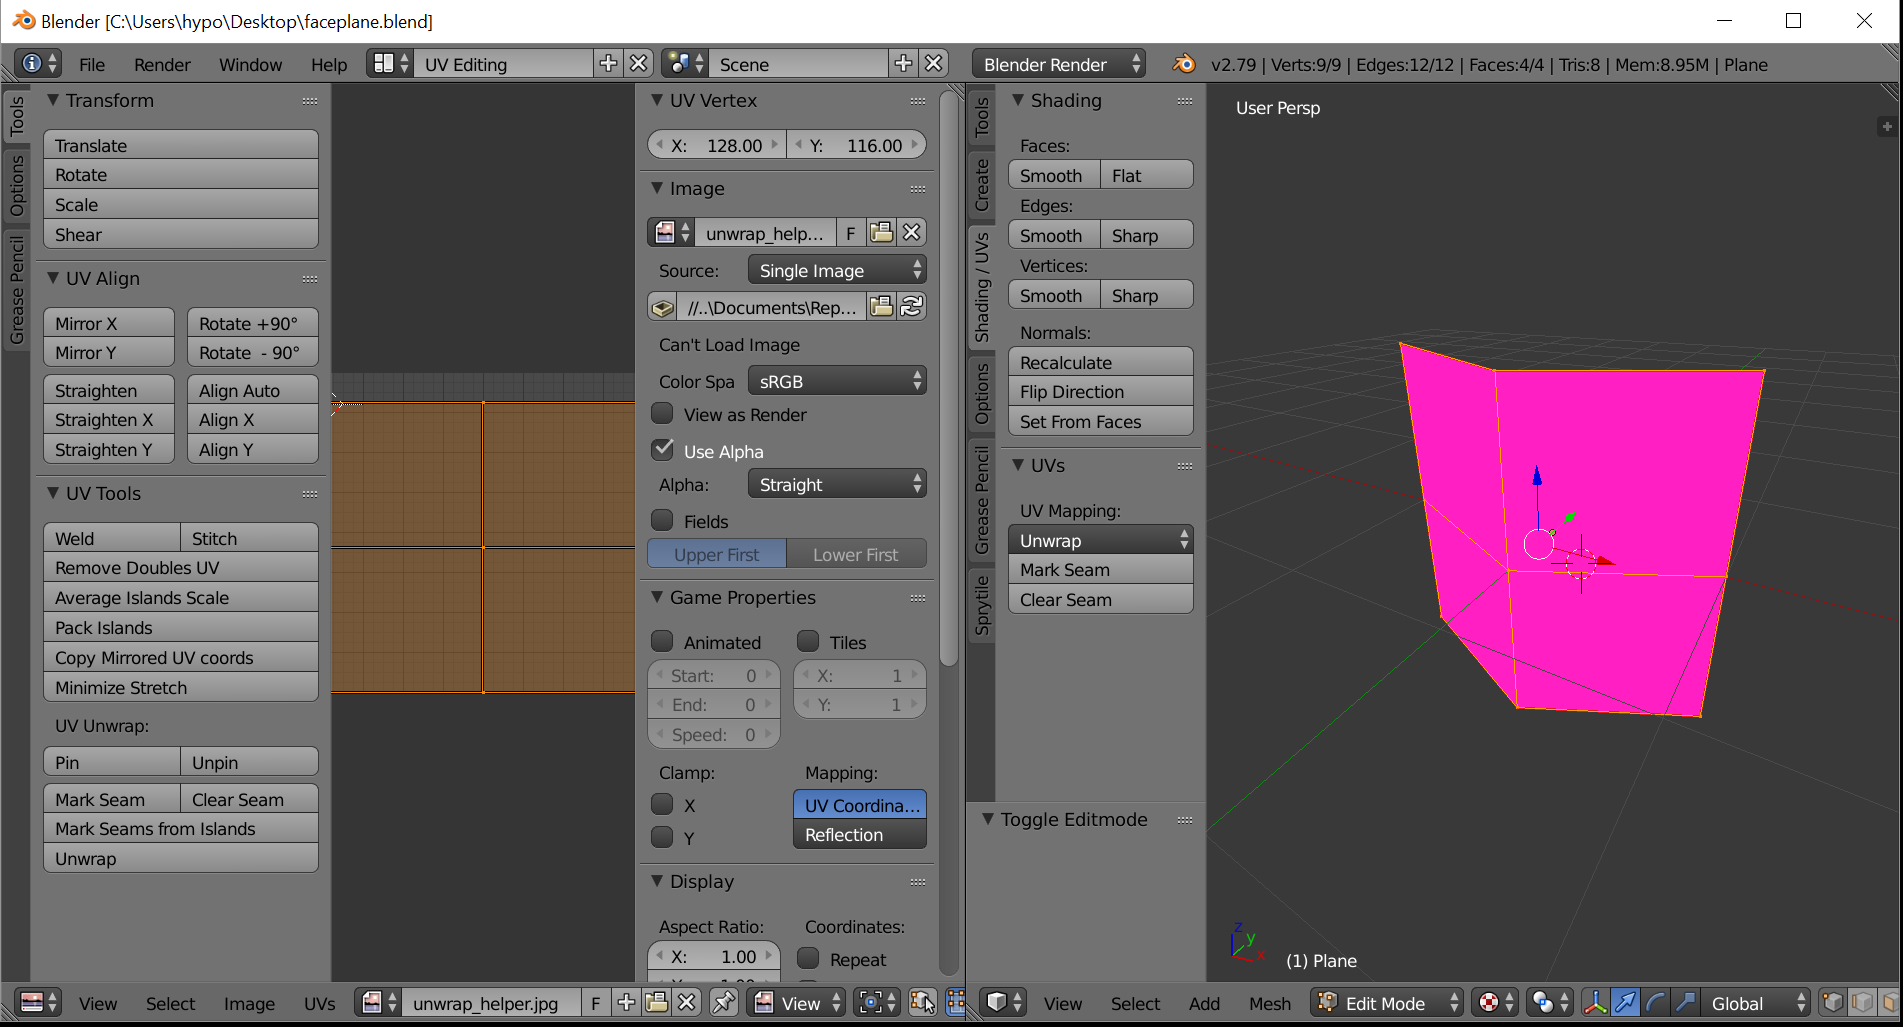 Blender [C:\Users\hypo\Desktop\faceplane.blend]
File Render Window Help UV Editing Scene Blender Render v2.79 | Verts:9/9 | Edges:12/12 | Faces:4/4 | Tris:8 | Mem:8.95M | Plane
Tools
Options
Grease Pencil
Transform
Translate
Rotate
Scale
Shear
UV Align
Mirror X Rotate +90°
Mirror Y Rotate - 90°
Straighten Align Auto
Straighten X Align X
Straighten Y Align Y
UV Tools
Weld Stitch
Remove Doubles UV
Average Islands Scale
Pack Islands
Copy Mirrored UV coords
Minimize Stretch
UV Unwrap:
Pin Unpin
Mark Seam Clear Seam
Mark Seams from Islands
Unwrap
UV Vertex
X: 128.00 Y: 116.00
Image
unwrap_help... F
Source: Single Image
//..\Documents\Rep...
Can't Load Image
Color Spa sRGB
View as Render
Use Alpha
Alpha: Straight
Fields
Upper First Lower First
Game Properties
Animated Tiles
Start: 0 X: 1
End: 0 Y: 1
Speed: 0
Clamp: Mapping:
X UV Coordina...
Y Reflection
Display
Aspect Ratio: Coordinates:
X: 1.00 Repeat
Tools
Create
Shading / UVs
Options
Grease Pencil
Sprytile
Shading
Faces:
Smooth Flat
Edges:
Smooth Sharp
Vertices:
Smooth Sharp
Normals:
Recalculate
Flip Direction
Set From Faces
UVs
UV Mapping:
Unwrap
Mark Seam
Clear Seam
Toggle Editmode
User Persp
z
y
x
(1) Plane
View Select Image UVs unwrap_helper.jpg F View
View Select Add Mesh Edit Mode Global